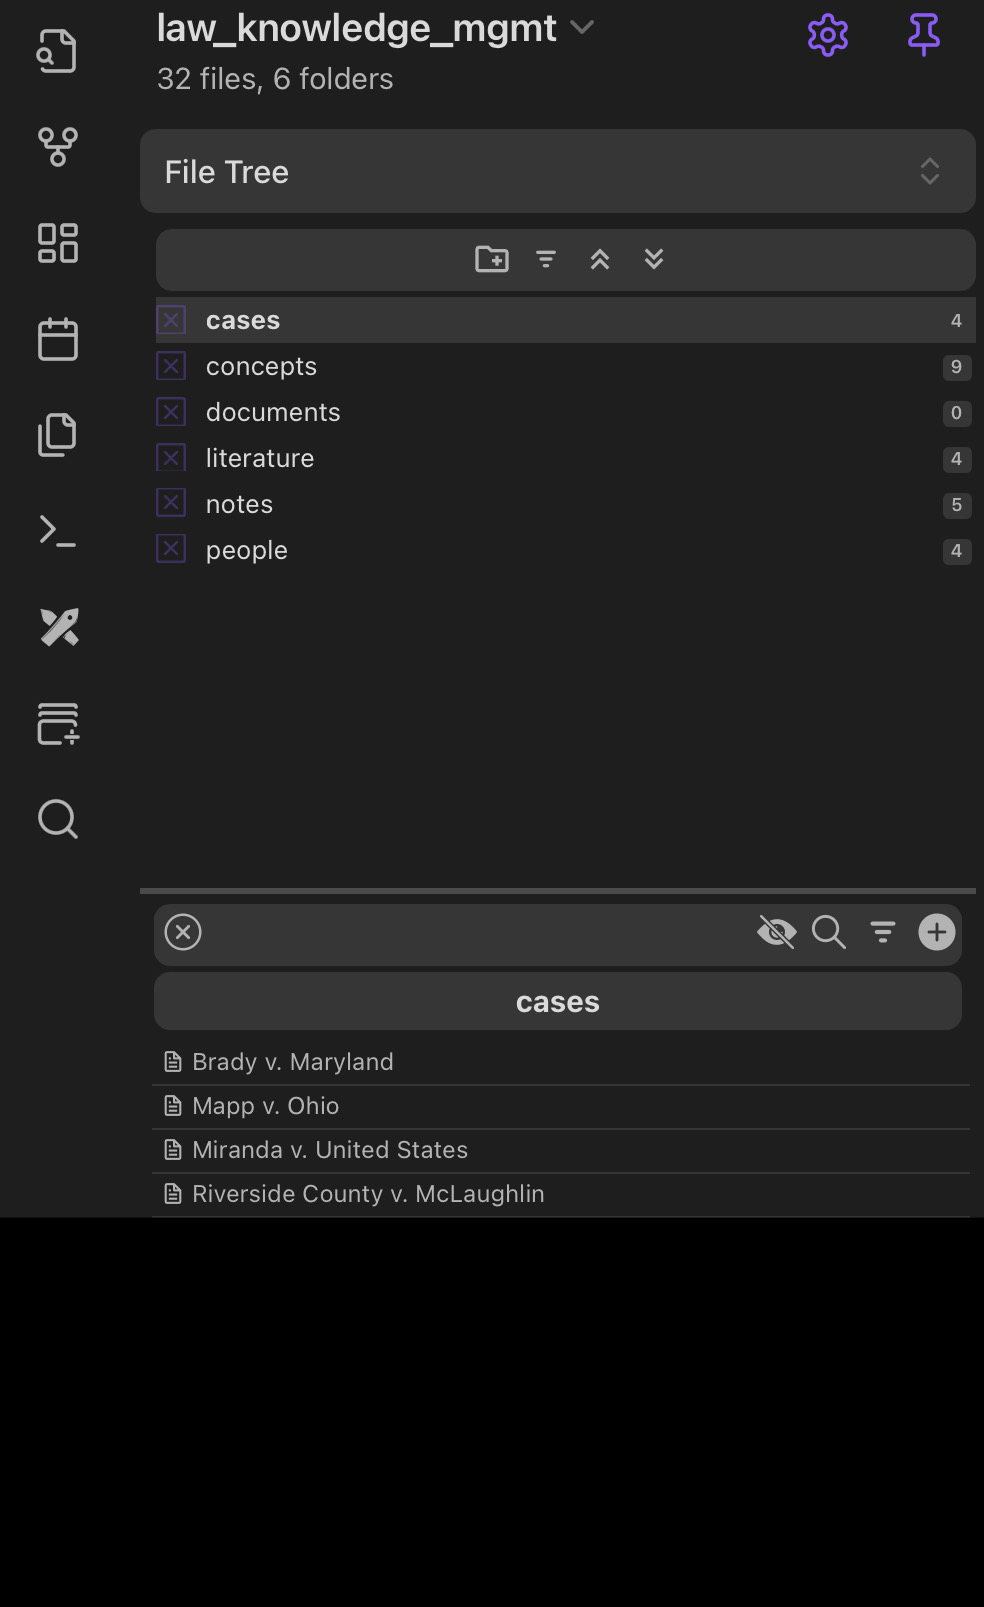 law_knowledge_mgmt
32 files, 6 folders
File Tree
cases 4
concepts 9
documents 0
literature 4
notes 5
people 4
cases
Brady v. Maryland
Mapp v. Ohio
Miranda v. United States
Riverside County v. McLaughlin